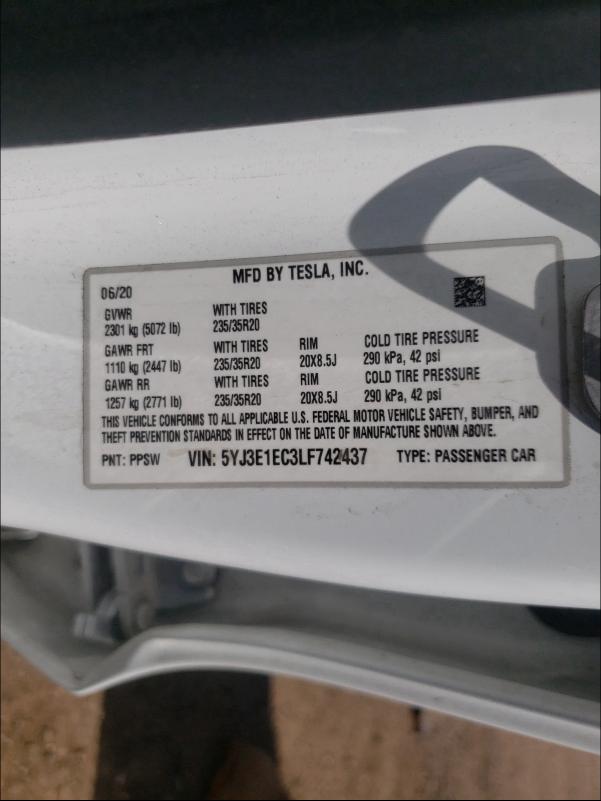 MFD BY TESLA, INC.
06/20
GVWR WITH TIRES
2301 kg (5072 lb) 235/35R20
GAWR FRT WITH TIRES RIM COLD TIRE PRESSURE
1110 kg (2447 lb) 235/35R20 20X8.5J 290 kPa, 42 psi
GAWR RR WITH TIRES RIM COLD TIRE PRESSURE
1257 kg (2771 lb) 235/35R20 20X8.5J 290 kPa, 42 psi
THIS VEHICLE CONFORMS TO ALL APPLICABLE U.S. FEDERAL MOTOR VEHICLE SAFETY, BUMPER, AND
THEFT PREVENTION STANDARDS IN EFFECT ON THE DATE OF MANUFACTURE SHOWN ABOVE.
PNT: PPSW VIN: 5YJ3E1EC3LF742437 TYPE: PASSENGER CAR